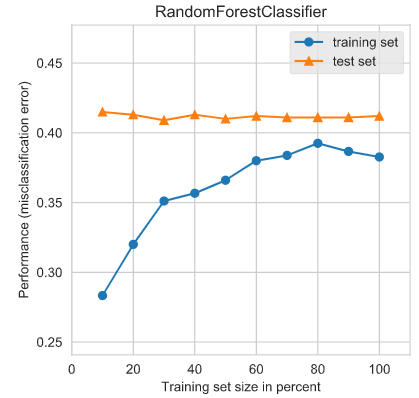 RandomForestClassifier
training set
test set
Performance (misclassification error)
0.45
0.40
0.35
0.30
0.25
0 20 40 60 80 100
Training set size in percent